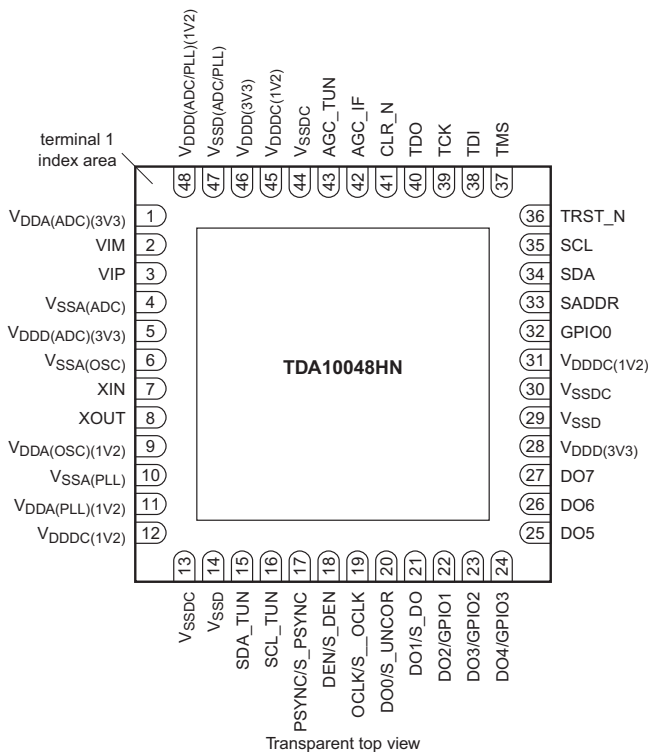 terminal 1
index area
VDDD(ADC/PLL)(1V2)
VSSD(ADC/PLL)
VDDD(3V3)
VDDDC(1V2)
VSSDC
AGC_TUN
AGC_IF
CLR_N
TDO
TCK
TDI
TMS
48 47 46 45 44 43 42 41 40 39 38 37
VDDA(ADC)(3V3) 1
VIM 2
VIP 3
VSSA(ADC) 4
VDDD(ADC)(3V3) 5
VSSA(OSC) 6
XIN 7
XOUT 8
VDDA(OSC)(1V2) 9
VSSA(PLL) 10
VDDA(PLL)(1V2) 11
VDDDC(1V2) 12
TDA10048HN
36 TRST_N
35 SCL
34 SDA
33 SADDR
32 GPIO0
31 VDDDC(1V2)
30 VSSDC
29 VSSD
28 VDDD(3V3)
27 DO7
26 DO6
25 DO5
13 14 15 16 17 18 19 20 21 22 23 24
VSSDC
VSSD
SDA_TUN
SCL_TUN
PSYNC/S_PSYNC
DEN/S_DEN
OCLK/S__OCLK
DO0/S_UNCOR
DO1/S_DO
DO2/GPIO1
DO3/GPIO2
DO4/GPIO3
Transparent top view